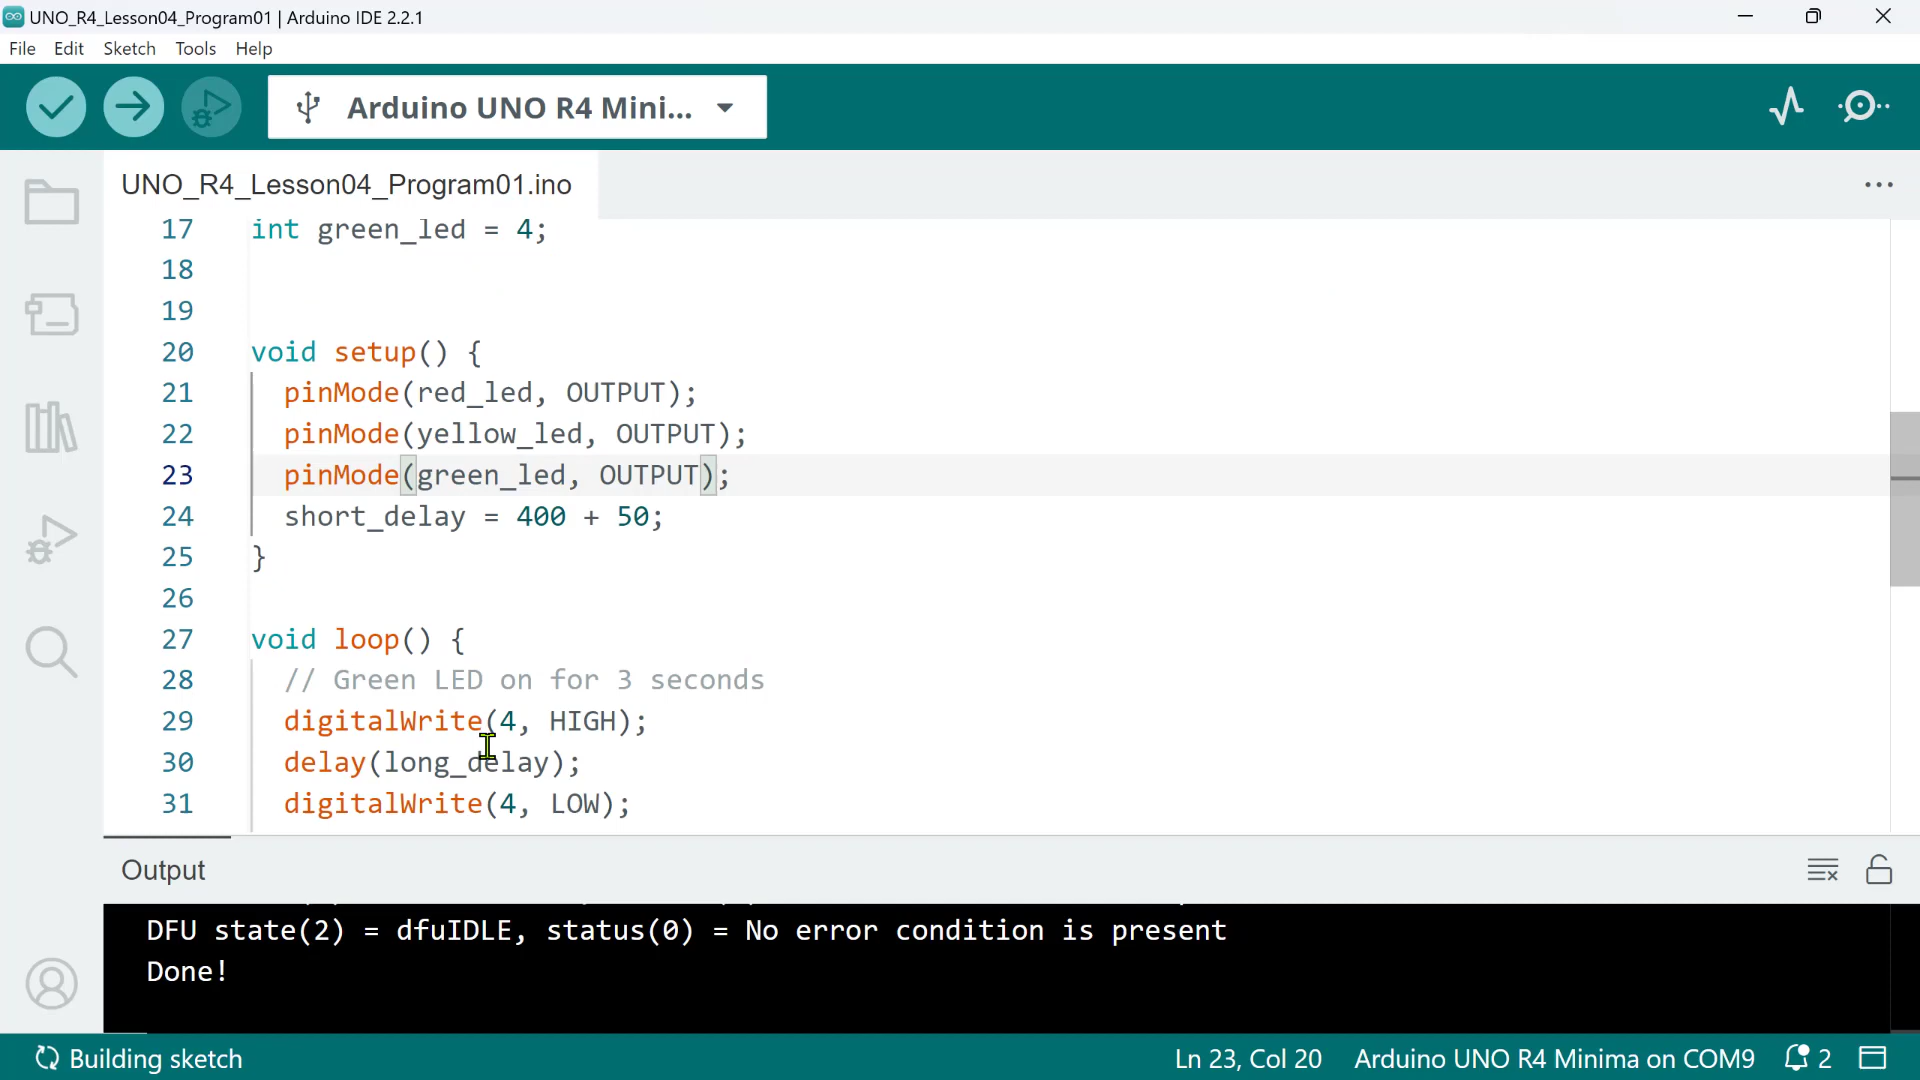 UNO_R4_Lesson04_Program01 | Arduino IDE 2.2.1
File Edit Sketch Tools Help
Arduino UNO R4 Mini...
UNO_R4_Lesson04_Program01.ino
17 int green_led = 4;
18
19
20 void setup() {
21 pinMode(red_led, OUTPUT);
22 pinMode(yellow_led, OUTPUT);
23 pinMode(green_led, OUTPUT);
24 short_delay = 400 + 50;
25 }
26
27 void loop() {
28 // Green LED on for 3 seconds
29 digitalWrite(4, HIGH);
30 delay(long_delay);
31 digitalWrite(4, LOW);
Output
DFU state(2) = dfuIDLE, status(0) = No error condition is present
Done!
Building sketch Ln 23, Col 20 Arduino UNO R4 Minima on COM9 2